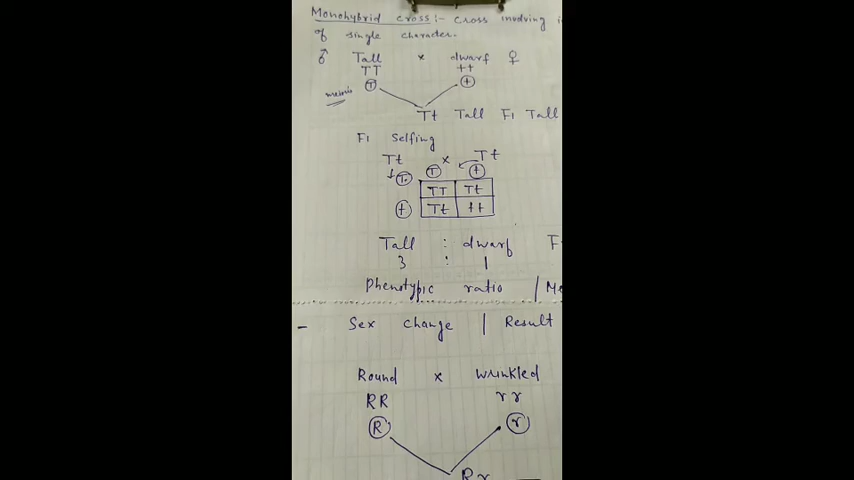 Monohybrid cross :- Cross involving
of single character.
♂ Tall x dwarf ♀
TT tt
meiosis T t
Tt Tall F1 Tall
F1 Selfing
Tt x Tt
T t
T TT Tt
t Tt tt
Tall : dwarf
3 : 1
Phenotypic ratio /
- Sex change / Result
Round x wrinkled
RR rr
R r
Rr